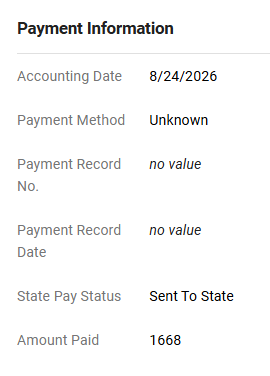 Payment Information
Accounting Date 8/24/2026
Payment Method Unknown
Payment Record no value
No.
Payment Record no value
Date
State Pay Status Sent To State
Amount Paid 1668